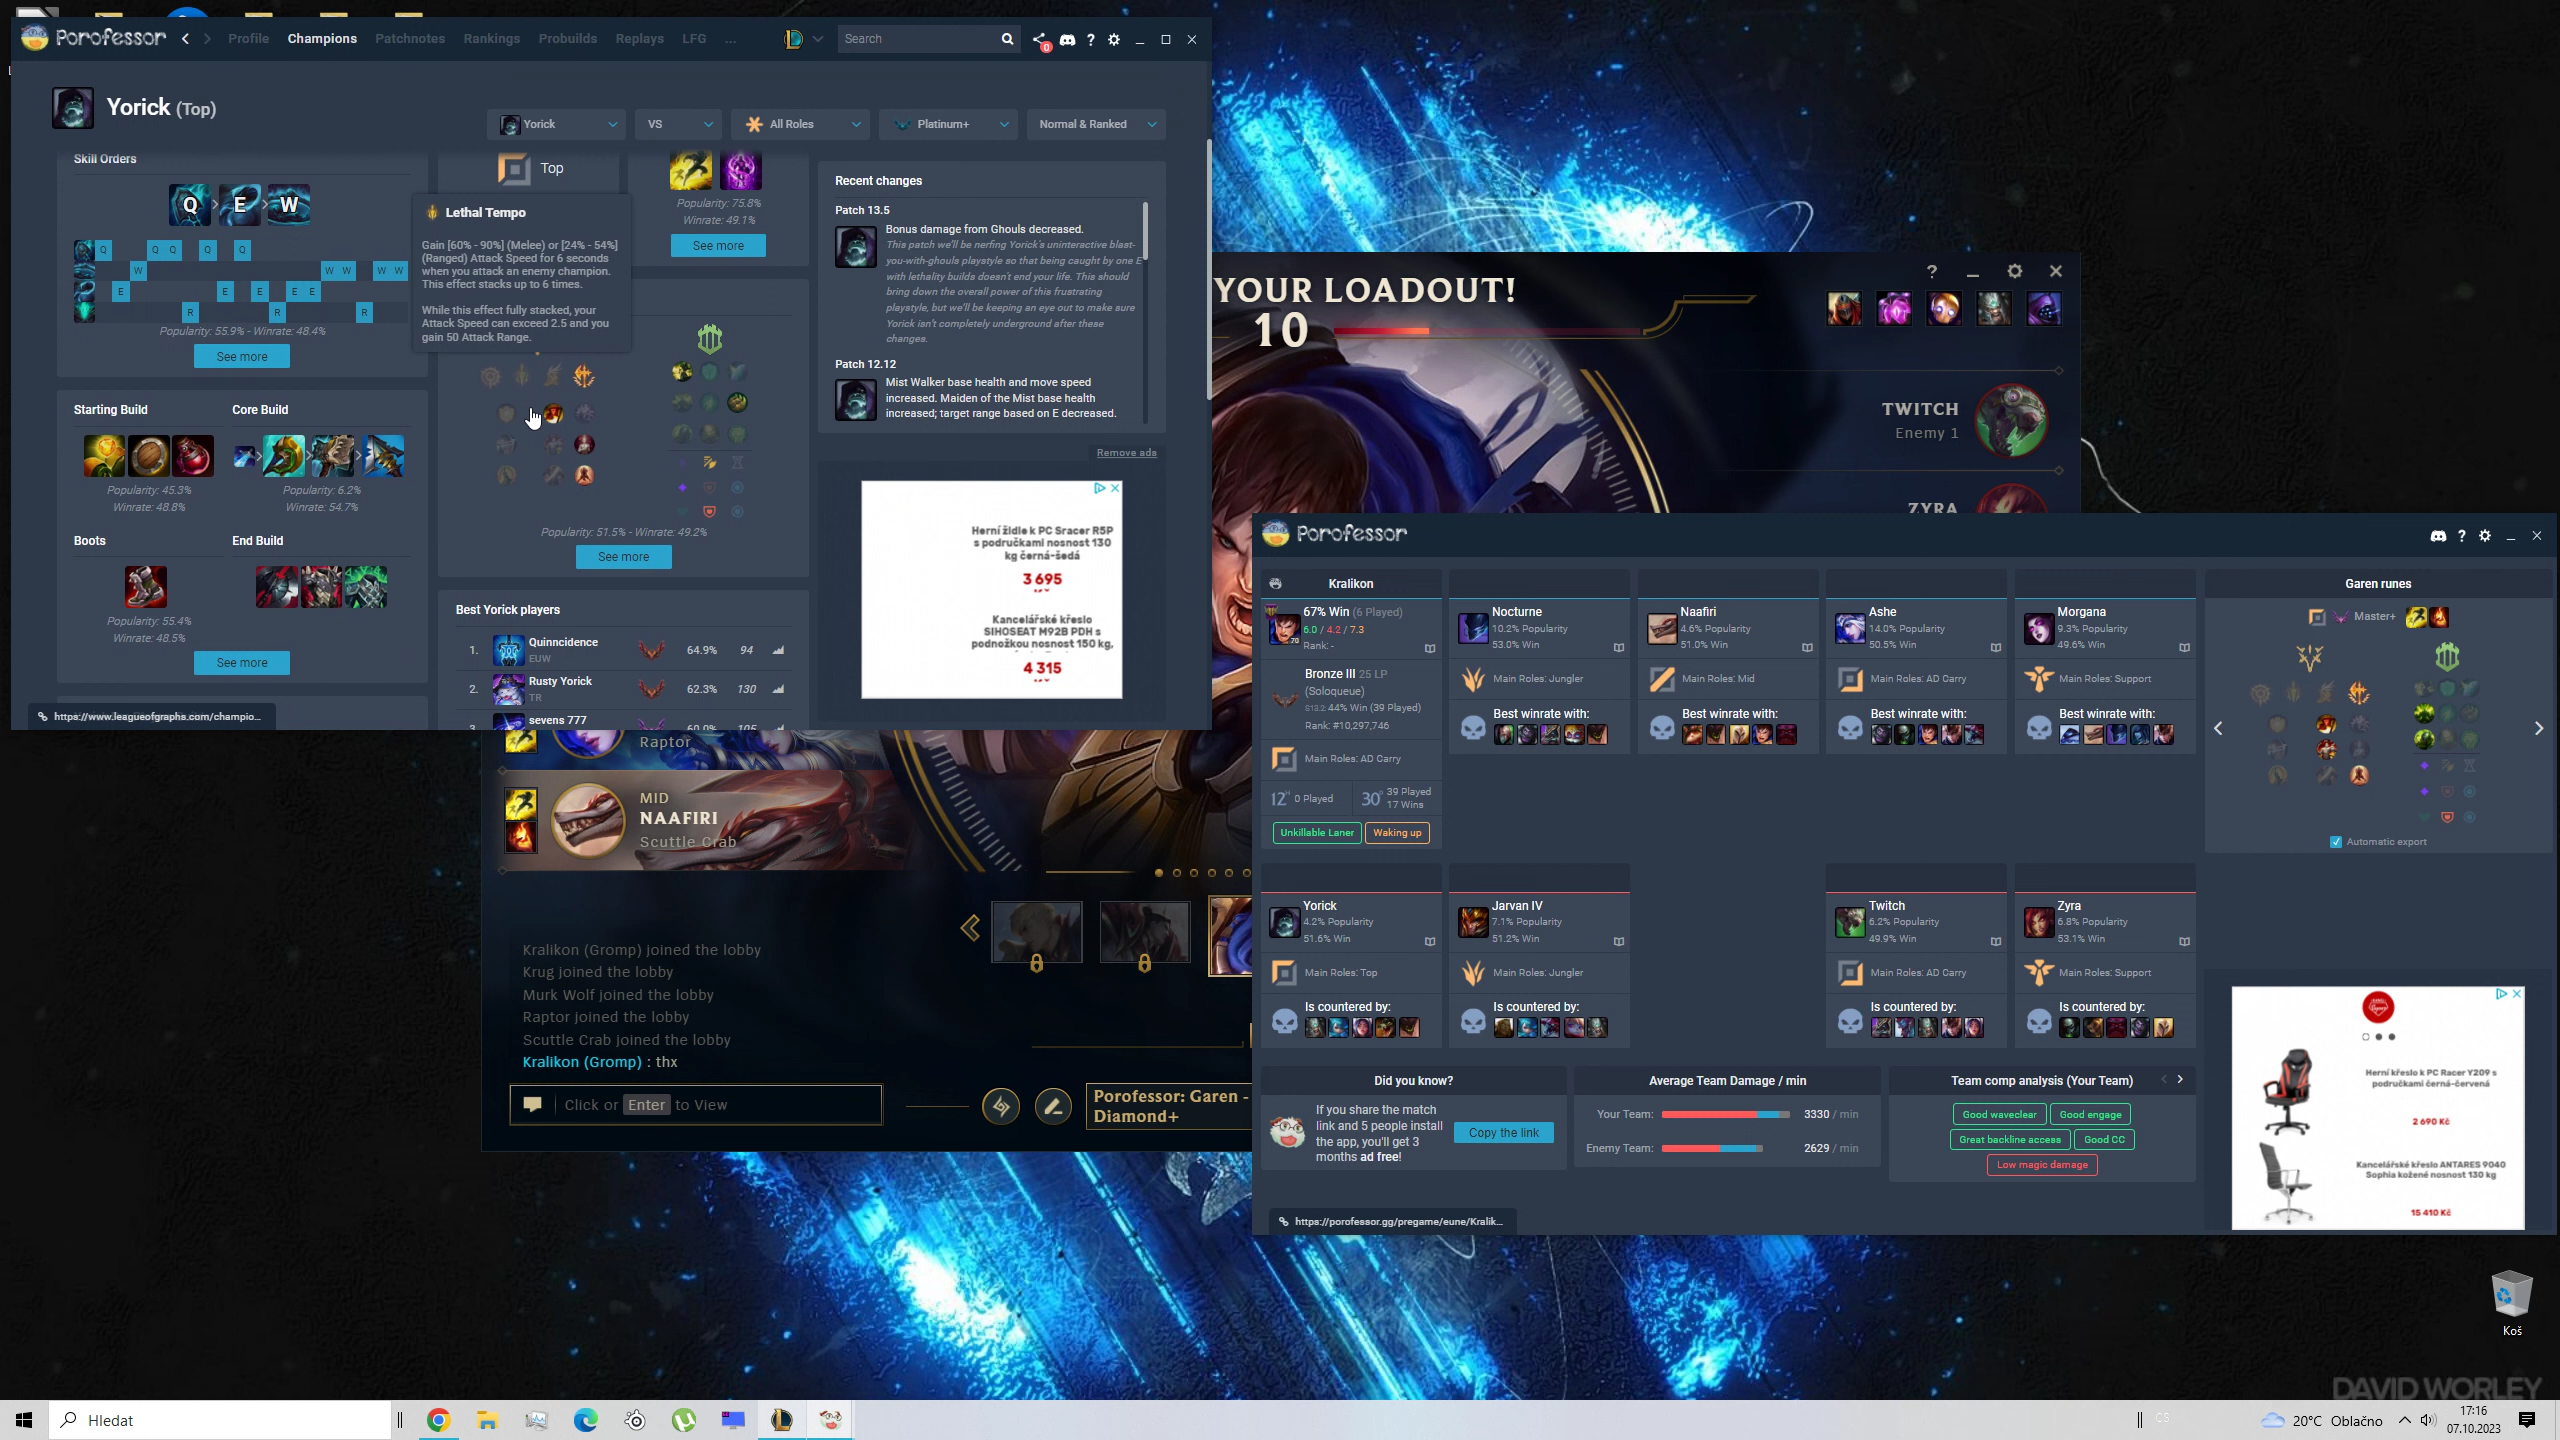 Porofessor
Profile
Champions
Patchnotes
Rankings
Probuilds
Replays
LFG
...
Search
0
Yorick (Top)
Yorick
VS
All Roles
Platinum+
Normal & Ranked
Skill Orders
Q
E
W
Q Q Q Q Q
W W W W W
E E E E E
R R R
Popularity: 55.9% - Winrate: 48.4%
See more
Top
Popularity: 75.8%
Winrate: 49.1%
See more
Lethal Tempo
Gain [60% - 90%] (Melee) or [24% - 54%]
(Ranged) Attack Speed for 6 seconds
when you attack an enemy champion.
This effect stacks up to 6 times.
While this effect fully stacked, your
Attack Speed can exceed 2.5 and you
gain 50 Attack Range.
Popularity: 51.5% - Winrate: 49.2%
See more
Recent changes
Patch 13.5
Bonus damage from Ghouls decreased.
This patch we'll be nerfing Yorick's uninteractive blast-
you-with-ghouls playstyle so that being caught by one E
with lethality builds doesn't end your life. This should
bring down the overall power of this frustrating
playstyle, but we'll be keeping an eye out to make sure
Yorick isn't completely underground after these
changes.
Patch 12.12
Mist Walker base health and move speed
increased. Maiden of the Mist base health
increased; target range based on E decreased.
Remove ads
Herní židle k PC Sracer R5P
s područkami nosnost 130
kg černá-šedá
3 695
Kancelářské křeslo
SIHOSEAT M92B PDH s
podnožkou nosnost 150 kg,
4 315
Starting Build
Core Build
Popularity: 45.3%
Winrate: 48.8%
Popularity: 6.2%
Winrate: 54.7%
Boots
End Build
Popularity: 55.4%
Winrate: 48.5%
See more
Best Yorick players
1.
Quinncidence
EUW
64.9%
94
2.
Rusty Yorick
TR
62.3%
130
3.
sevens 777
60.0%
105
https://www.leagueofgraphs.com/champio...
YOUR LOADOUT!
10
TWITCH
Enemy 1
ZYRA
Raptor
MID
NAAFIRI
Scuttle Crab
Kralikon (Gromp) joined the lobby
Krug joined the lobby
Murk Wolf joined the lobby
Raptor joined the lobby
Scuttle Crab joined the lobby
Kralikon (Gromp) : thx
Click or Enter to View
Porofessor: Garen -
Diamond+
Porofessor
Kralikon
67% Win (6 Played)
6.0 / 4.2 / 7.3
Rank: -
70
Bronze III 25 LP
(Soloqueue)
S13.2: 44% Win (39 Played)
Rank: #10,297,746
Main Roles: AD Carry
12H 0 Played
30D 39 Played
17 Wins
Unkillable Laner
Waking up
Nocturne
10.2% Popularity
53.0% Win
Main Roles: Jungler
Best winrate with:
Naafiri
4.6% Popularity
51.0% Win
Main Roles: Mid
Best winrate with:
Ashe
14.0% Popularity
50.5% Win
Main Roles: AD Carry
Best winrate with:
Morgana
9.3% Popularity
49.6% Win
Main Roles: Support
Best winrate with:
Garen runes
Master+
Automatic export
Yorick
4.2% Popularity
51.6% Win
Main Roles: Top
Is countered by:
Jarvan IV
7.1% Popularity
51.2% Win
Main Roles: Jungler
Is countered by:
Twitch
6.2% Popularity
49.9% Win
Main Roles: AD Carry
Is countered by:
Zyra
6.8% Popularity
53.1% Win
Main Roles: Support
Is countered by:
Did you know?
If you share the match
link and 5 people install
the app, you'll get 3
months ad free!
Copy the link
Average Team Damage / min
Your Team:
3330 / min
Enemy Team:
2629 / min
Team comp analysis (Your Team)
Good waveclear
Good engage
Great backline access
Good CC
Low magic damage
Herní křeslo k PC Racer Y209 s
područkami černá-červená
2 690 Kč
Kancelářské křeslo ANTARES 9040
Sophia kožené nosnost 130 kg
15 410 Kč
https://porofessor.gg/pregame/eune/Kralik...
Koš
DAVID WORLEY
Hledat
CS
20°C Oblačno
17:16
07.10.2023